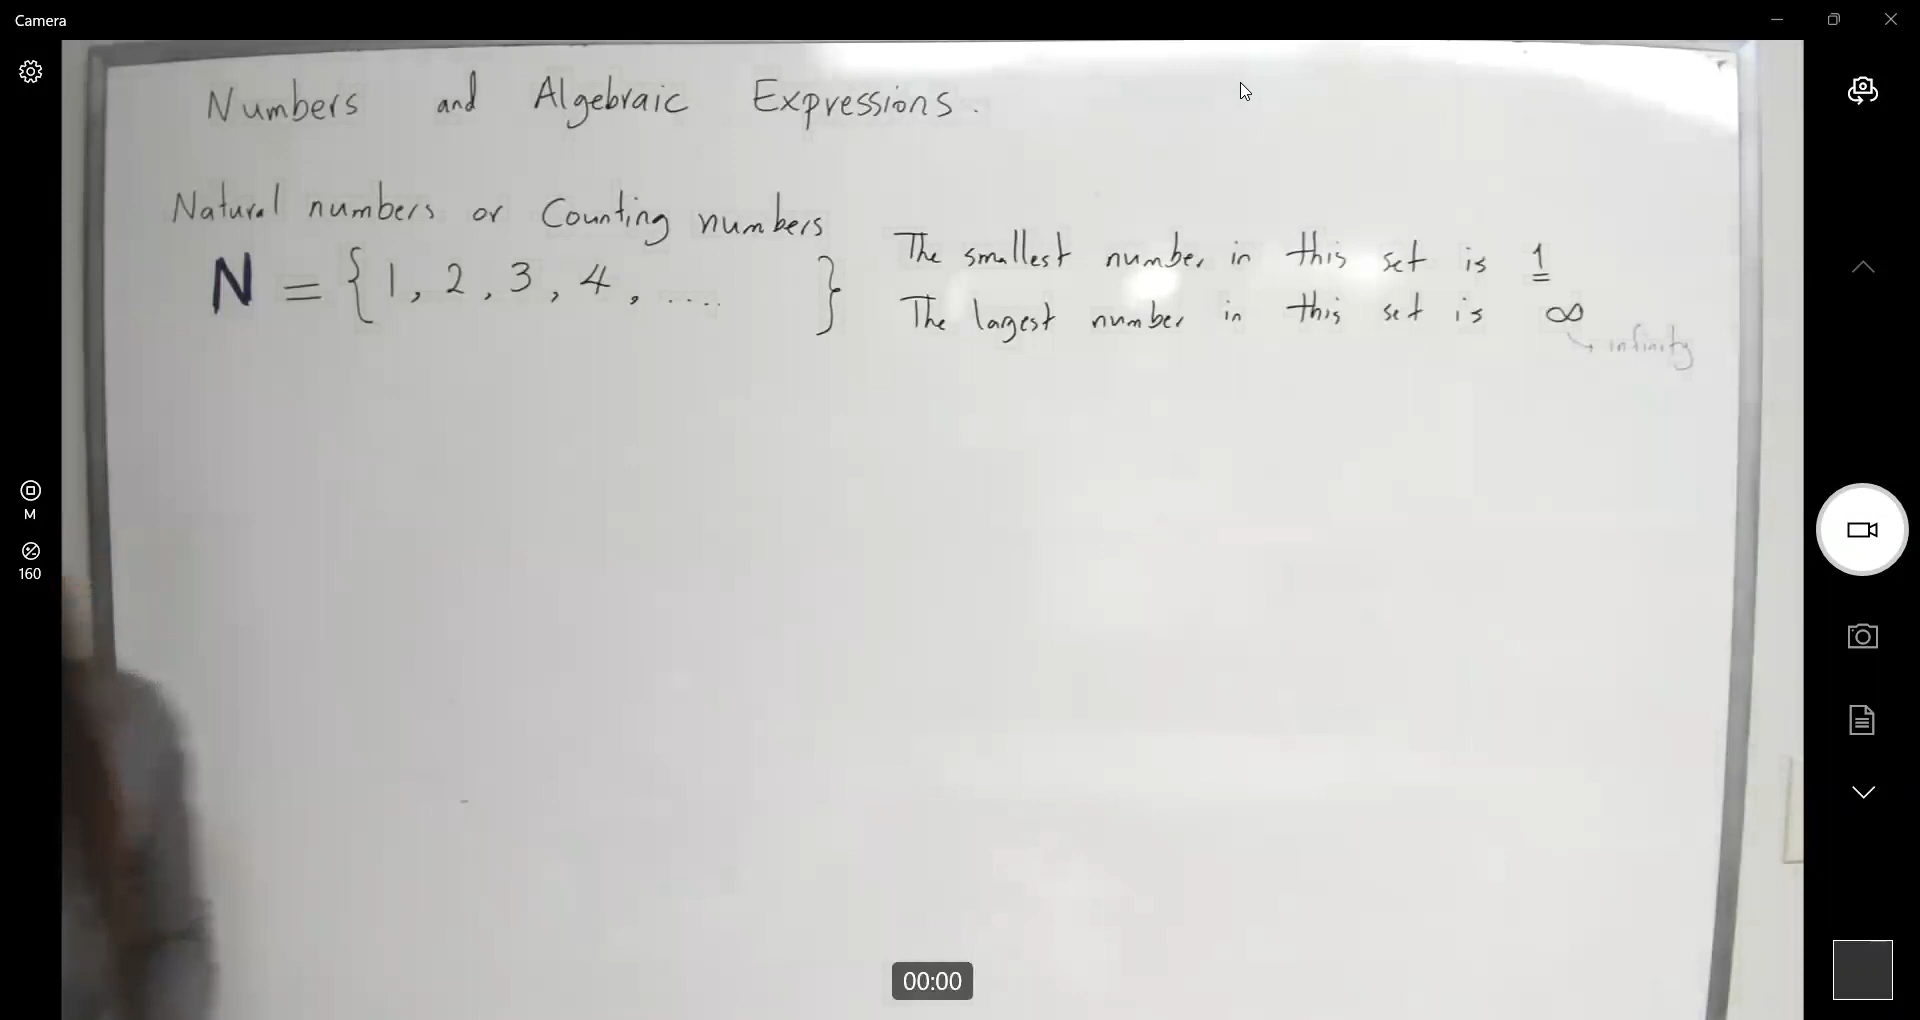 Camera
Numbers and Algebraic Expressions.
Natural numbers or Counting numbers
N = {1, 2, 3, 4, .... }
The smallest number in this set is 1
The largest number in this set is ∞
infinity
M
160
00:00